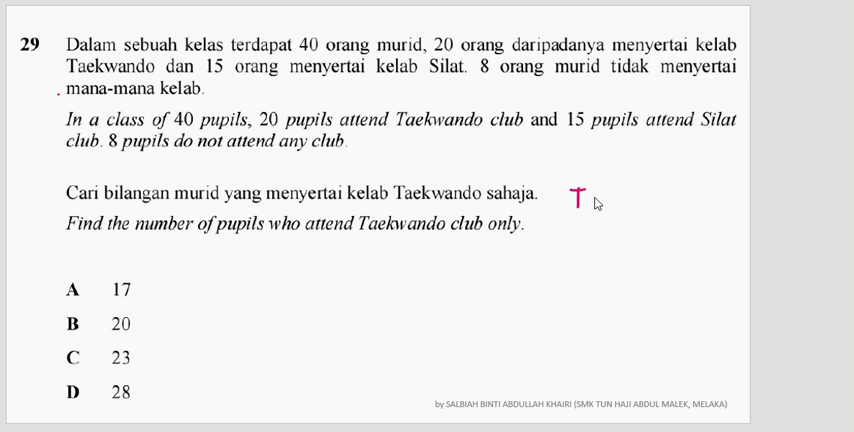 29 Dalam sebuah kelas terdapat 40 orang murid, 20 orang daripadanya menyertai kelab
Taekwando dan 15 orang menyertai kelab Silat. 8 orang murid tidak menyertai
mana-mana kelab.
In a class of 40 pupils, 20 pupils attend Taekwando club and 15 pupils attend Silat
club. 8 pupils do not attend any club.
Cari bilangan murid yang menyertai kelab Taekwando sahaja.
T
Find the number of pupils who attend Taekwando club only.
A 17
B 20
C 23
D 28
by SALBIAH BINTI ABDULLAH KHAIRI (SMK TUN HAJI ABDUL MALEK, MELAKA)